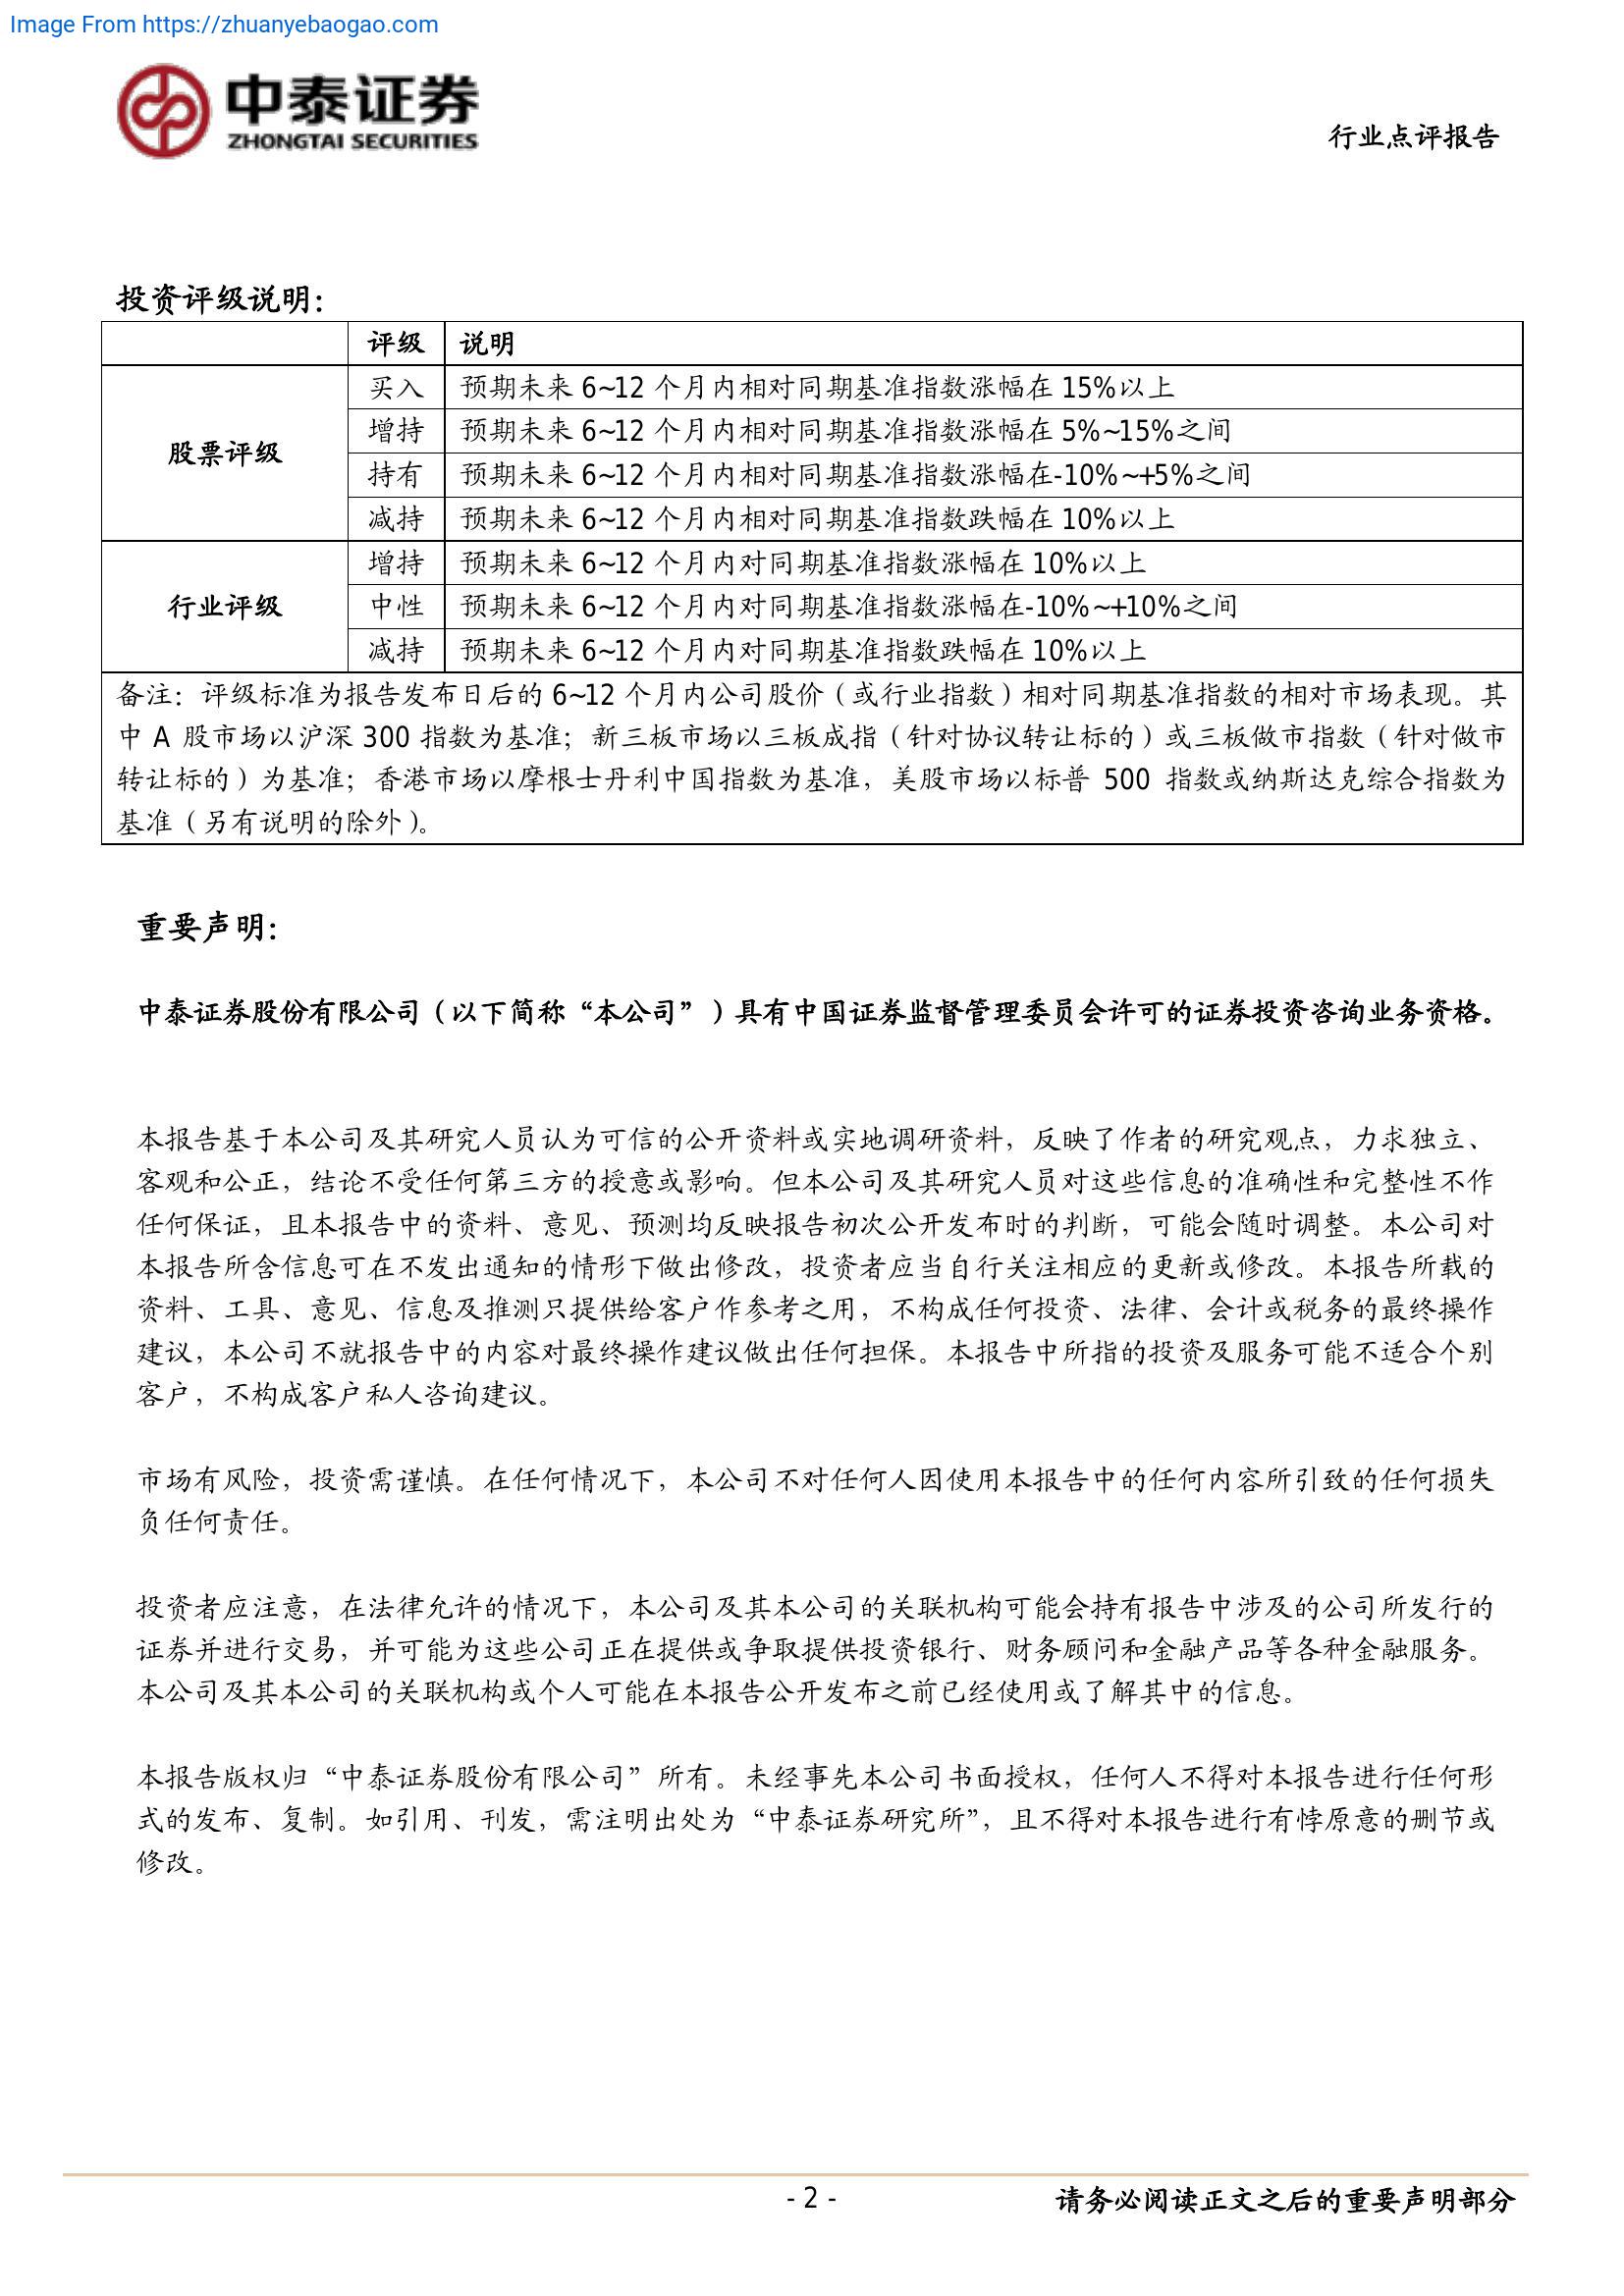 Image From https://zhuanyebaogao.com
中泰证券
ZHONGTAI SECURITIES
行业点评报告
投资评级说明：
评级 说明
股票评级
买入 预期未来 6~12 个月内相对同期基准指数涨幅在 15%以上
增持 预期未来 6~12 个月内相对同期基准指数涨幅在 5%~15%之间
持有 预期未来 6~12 个月内相对同期基准指数涨幅在-10%~+5%之间
减持 预期未来 6~12 个月内相对同期基准指数跌幅在 10%以上
行业评级
增持 预期未来 6~12 个月内对同期基准指数涨幅在 10%以上
中性 预期未来 6~12 个月内对同期基准指数涨幅在-10%~+10%之间
减持 预期未来 6~12 个月内对同期基准指数跌幅在 10%以上
备注：评级标准为报告发布日后的 6~12 个月内公司股价（或行业指数）相对同期基准指数的相对市场表现。其
中 A 股市场以沪深 300 指数为基准；新三板市场以三板成指（针对协议转让标的）或三板做市指数（针对做市
转让标的）为基准；香港市场以摩根士丹利中国指数为基准，美股市场以标普 500 指数或纳斯达克综合指数为
基准（另有说明的除外）。
重要声明：
中泰证券股份有限公司（以下简称“本公司”）具有中国证券监督管理委员会许可的证券投资咨询业务资格。
本报告基于本公司及其研究人员认为可信的公开资料或实地调研资料，反映了作者的研究观点，力求独立、
客观和公正，结论不受任何第三方的授意或影响。但本公司及其研究人员对这些信息的准确性和完整性不作
任何保证，且本报告中的资料、意见、预测均反映报告初次公开发布时的判断，可能会随时调整。本公司对
本报告所含信息可在不发出通知的情形下做出修改，投资者应当自行关注相应的更新或修改。本报告所载的
资料、工具、意见、信息及推测只提供给客户作参考之用，不构成任何投资、法律、会计或税务的最终操作
建议，本公司不就报告中的内容对最终操作建议做出任何担保。本报告中所指的投资及服务可能不适合个别
客户，不构成客户私人咨询建议。
市场有风险，投资需谨慎。在任何情况下，本公司不对任何人因使用本报告中的任何内容所引致的任何损失
负任何责任。
投资者应注意，在法律允许的情况下，本公司及其本公司的关联机构可能会持有报告中涉及的公司所发行的
证券并进行交易，并可能为这些公司正在提供或争取提供投资银行、财务顾问和金融产品等各种金融服务。
本公司及其本公司的关联机构或个人可能在本报告公开发布之前已经使用或了解其中的信息。
本报告版权归“中泰证券股份有限公司”所有。未经事先本公司书面授权，任何人不得对本报告进行任何形
式的发布、复制。如引用、刊发，需注明出处为“中泰证券研究所”，且不得对本报告进行有悖原意的删节或
修改。
- 2 -
请务必阅读正文之后的重要声明部分